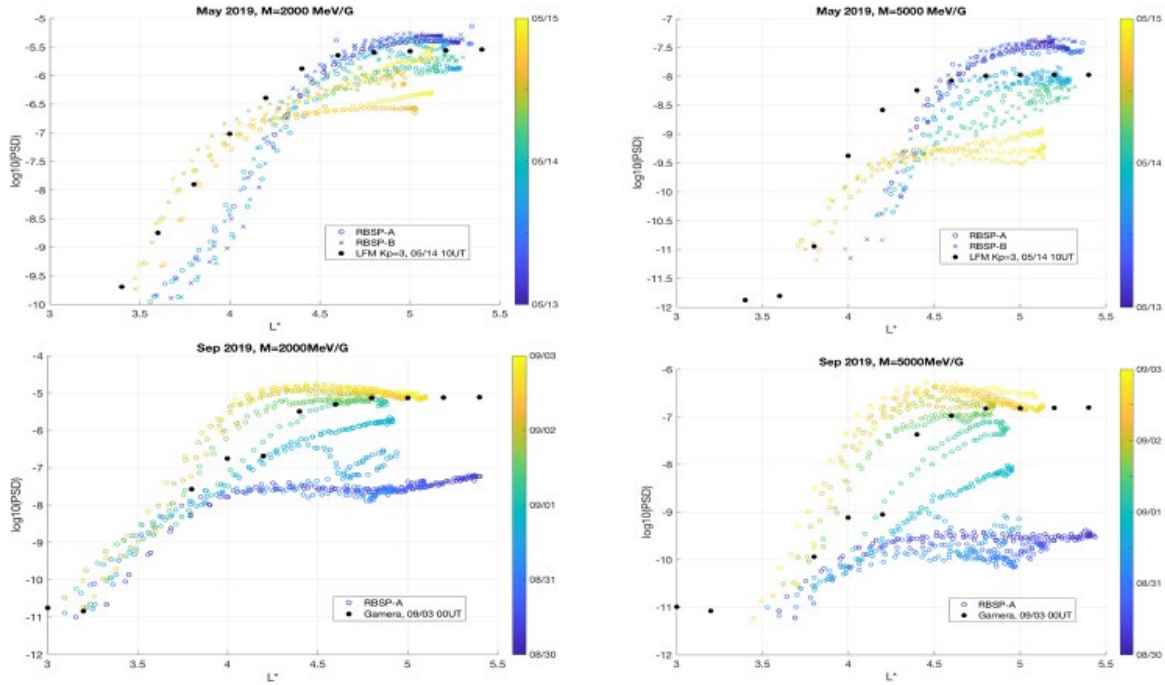 May 2019, M=2000 MeV/G
-5
-5.5
-6
-6.5
-7
-7.5
-8
-8.5
-9
-9.5
-10
log10(PSD)
RBSP-A
RBSP-B
LFM Kp=3, 05/14 10UT
3 3.5 4 4.5 5 5.5
L*
05/15
05/14
05/13
May 2019, M=5000 MeV/G
-7
-7.5
-8
-8.5
-9
-9.5
-10
-10.5
-11
-11.5
-12
log10(PSD)
RBSP-A
RBSP-B
LFM Kp=3, 05/14 10UT
3 3.5 4 4.5 5 5.5
L*
05/15
05/14
05/13
Sep 2019, M=2000MeV/G
-4
-5
-6
-7
-8
-9
-10
-11
-12
log10(PSD)
RBSP-A
Gamera, 09/03 00UT
3 3.5 4 4.5 5 5.5
L*
09/03
09/02
09/01
08/31
08/30
Sep 2019, M=5000MeV/G
-6
-7
-8
-9
-10
-11
-12
log10(PSD)
RBSP-A
Gamera, 09/03 00UT
3 3.5 4 4.5 5 5.5
L*
09/03
09/02
09/01
08/31
08/30